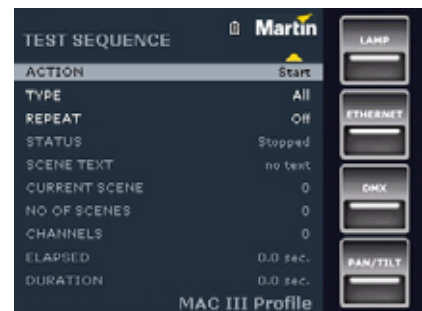 TEST SEQUENCE
Martin
ACTION Start
TYPE All
REPEAT Off
STATUS Stopped
SCENE TEXT no text
CURRENT SCENE 0
NO OF SCENES 0
CHANNELS 0
ELAPSED 0.0 sec.
DURATION 0.0 sec.
MAC III Profile
LAMP
ETHERNET
DMX
PAN/TILT